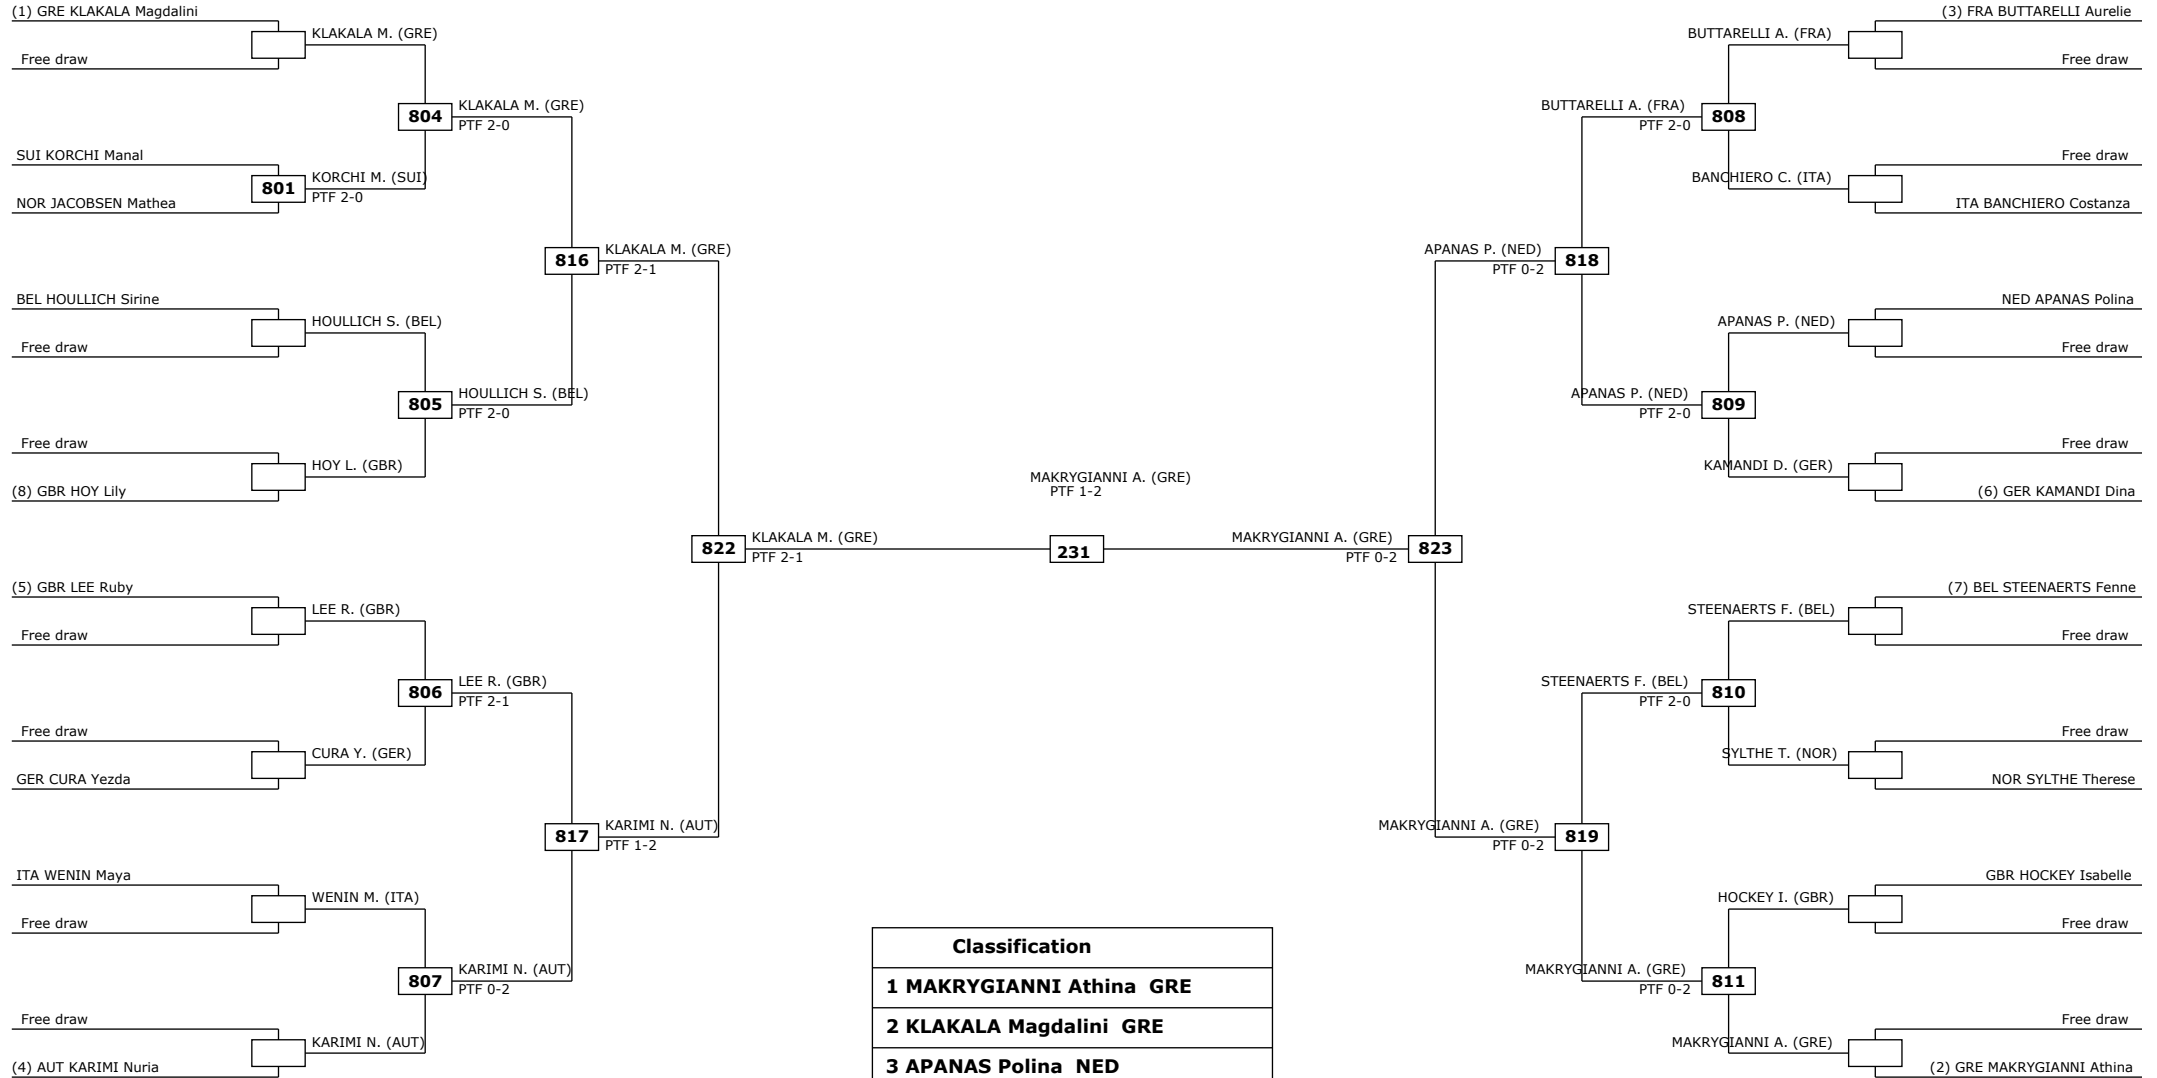 (1) GRE KLAKALA Magdalini
Free draw
KLAKALA M. (GRE)
804
KLAKALA M. (GRE)
PTF 2-0
SUI KORCHI Manal
801
KORCHI M. (SUI)
PTF 2-0
NOR JACOBSEN Mathea
816
KLAKALA M. (GRE)
PTF 2-1
BEL HOULLICH Sirine
HOULLICH S. (BEL)
Free draw
805
HOULLICH S. (BEL)
PTF 2-0
Free draw
HOY L. (GBR)
(8) GBR HOY Lily
822
KLAKALA M. (GRE)
PTF 2-1
(5) GBR LEE Ruby
LEE R. (GBR)
Free draw
806
LEE R. (GBR)
PTF 2-1
Free draw
CURA Y. (GER)
GER CURA Yezda
817
KARIMI N. (AUT)
PTF 1-2
ITA WENIN Maya
WENIN M. (ITA)
Free draw
807
KARIMI N. (AUT)
PTF 0-2
Free draw
KARIMI N. (AUT)
(4) AUT KARIMI Nuria
MAKRYGIANNI A. (GRE)
PTF 1-2
231
(3) FRA BUTTARELLI Aurelie
BUTTARELLI A. (FRA)
Free draw
BUTTARELLI A. (FRA)
PTF 2-0
808
Free draw
BANCHIERO C. (ITA)
ITA BANCHIERO Costanza
APANAS P. (NED)
PTF 0-2
818
NED APANAS Polina
APANAS P. (NED)
Free draw
APANAS P. (NED)
PTF 2-0
809
Free draw
KAMANDI D. (GER)
(6) GER KAMANDI Dina
MAKRYGIANNI A. (GRE)
PTF 0-2
823
(7) BEL STEENAERTS Fenne
STEENAERTS F. (BEL)
Free draw
STEENAERTS F. (BEL)
PTF 2-0
810
Free draw
SYLTHE T. (NOR)
NOR SYLTHE Therese
MAKRYGIANNI A. (GRE)
PTF 0-2
819
GBR HOCKEY Isabelle
HOCKEY I. (GBR)
Free draw
MAKRYGIANNI A. (GRE)
PTF 0-2
811
Free draw
MAKRYGIANNI A. (GRE)
(2) GRE MAKRYGIANNI Athina
Classification
1 MAKRYGIANNI Athina GRE
2 KLAKALA Magdalini GRE
3 APANAS Polina NED